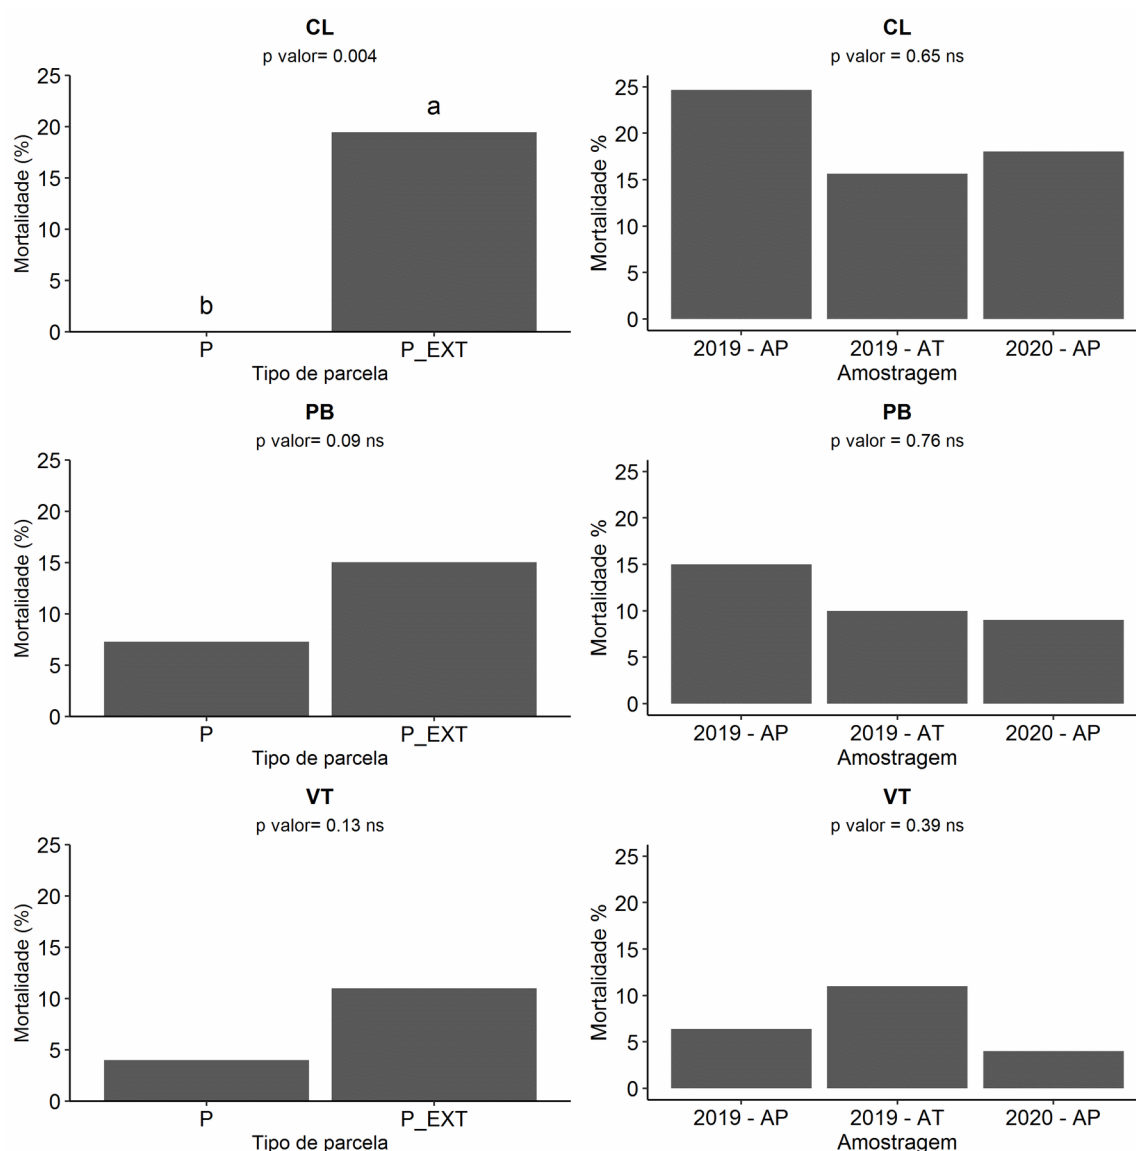 CL
p valor= 0.004
Mortalidade (%)
25
20
15
10
5
0
b
a
P
P_EXT
Tipo de parcela
CL
p valor = 0.65 ns
Mortalidade %
25
20
15
10
5
0
2019 - AP
2019 - AT
2020 - AP
Amostragem
PB
p valor= 0.09 ns
Mortalidade (%)
25
20
15
10
5
0
P
P_EXT
Tipo de parcela
PB
p valor = 0.76 ns
Mortalidade %
25
20
15
10
5
0
2019 - AP
2019 - AT
2020 - AP
Amostragem
VT
p valor= 0.13 ns
Mortalidade (%)
25
20
15
10
5
0
P
P_EXT
Tipo de parcela
VT
p valor = 0.39 ns
Mortalidade %
25
20
15
10
5
0
2019 - AP
2019 - AT
2020 - AP
Amostragem